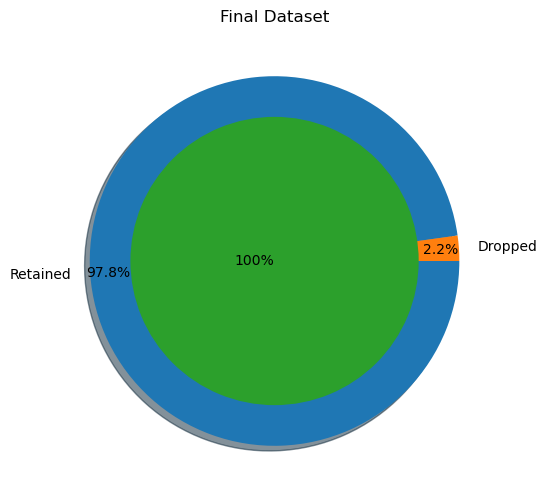 Final Dataset
Dropped
2.2%
100%
Retained
97.8%